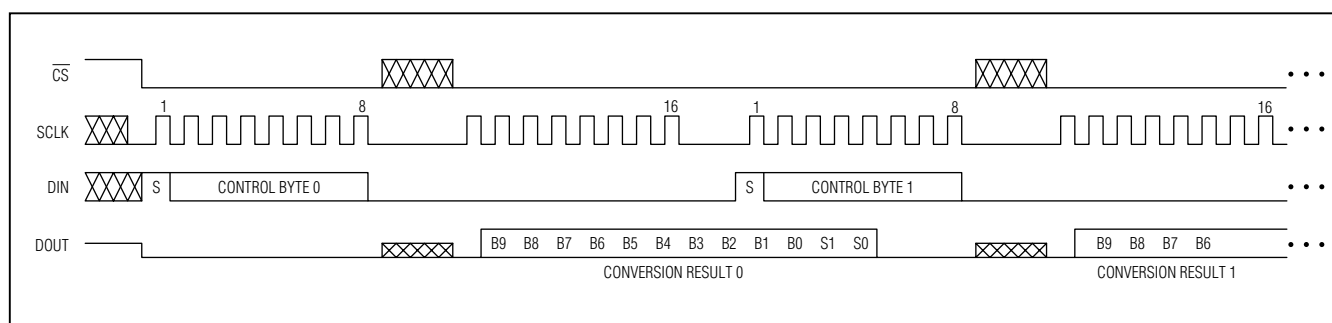 CS
1 8 16 1 8 16
SCLK
DIN S CONTROL BYTE 0 S CONTROL BYTE 1
DOUT B9 B8 B7 B6 B5 B4 B3 B2 B1 B0 S1 S0 B9 B8 B7 B6
CONVERSION RESULT 0 CONVERSION RESULT 1